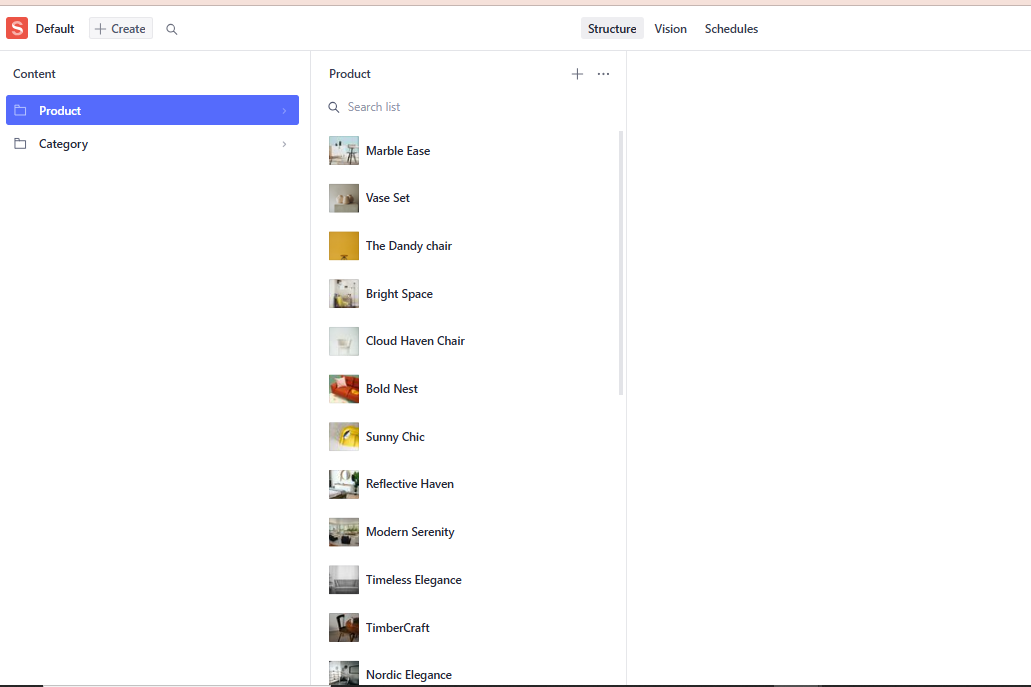 S Default + Create Structure Vision Schedules
Content
Product
Category
Product
Search list
Marble Ease
Vase Set
The Dandy chair
Bright Space
Cloud Haven Chair
Bold Nest
Sunny Chic
Reflective Haven
Modern Serenity
Timeless Elegance
TimberCraft
Nordic Elegance